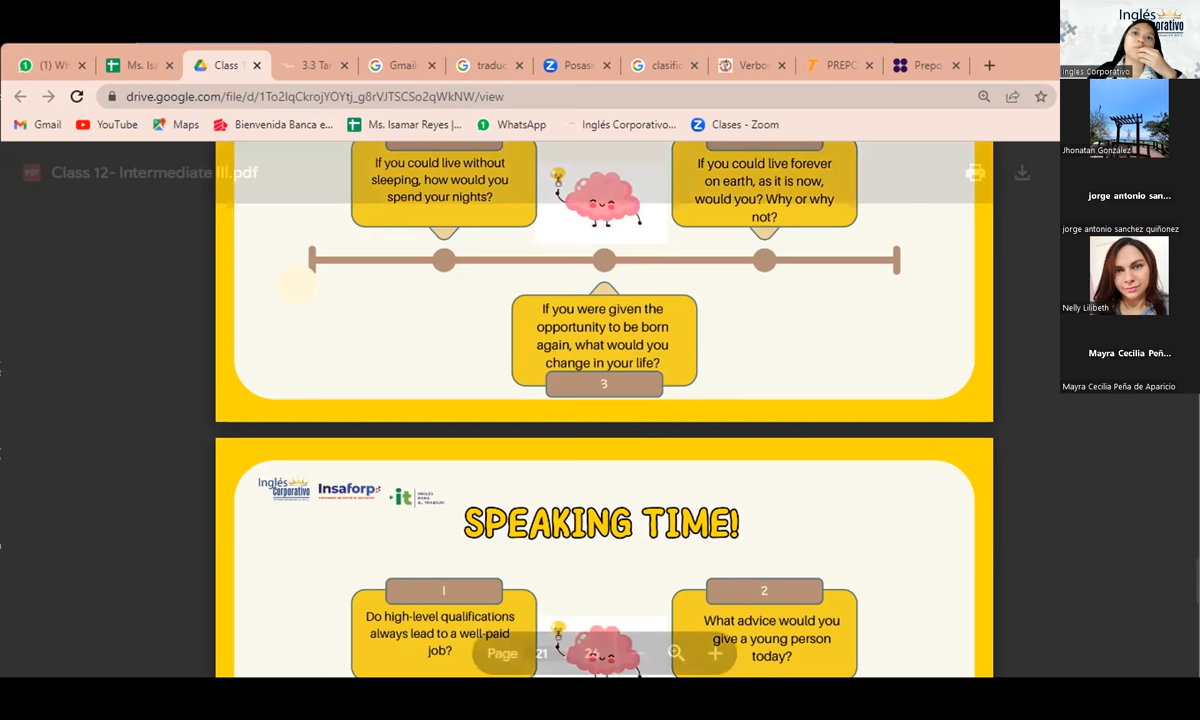 (1) Wh
Ms. Isa
Class 1
3.3 Ta
Gmail
traduc
Posas
clasific
Verbos
PREPC
Prepo
drive.google.com/file/d/1To2IqCkrojYOYtj_g8rVJTSCSo2qWkNW/view
Gmail
YouTube
Maps
Bienvenida Banca e...
Ms. Isamar Reyes |...
WhatsApp
Inglés Corporativo...
Clases - Zoom
PDF
Class 12- Intermediate III.pdf
If you could live without
sleeping, how would you
spend your nights?
If you could live forever
on earth, as it is now,
would you? Why or why
not?
If you were given the
opportunity to be born
again, what would you
change in your life?
3
Inglés
Corporativo
Insaforp
it
INGLÉS
PARA
EL TRABAJO
SPEAKING TIME!
1
Do high-level qualifications
always lead to a well-paid
job?
2
What advice would you
give a young person
today?
Page
21
Inglés
Ingles Corporativo
Jhonatan González
jorge antonio san...
jorge antonio sanchez quiñonez
Nelly Lilibeth
Mayra Cecilia Peñ...
Mayra Cecilia Peña de Aparicio